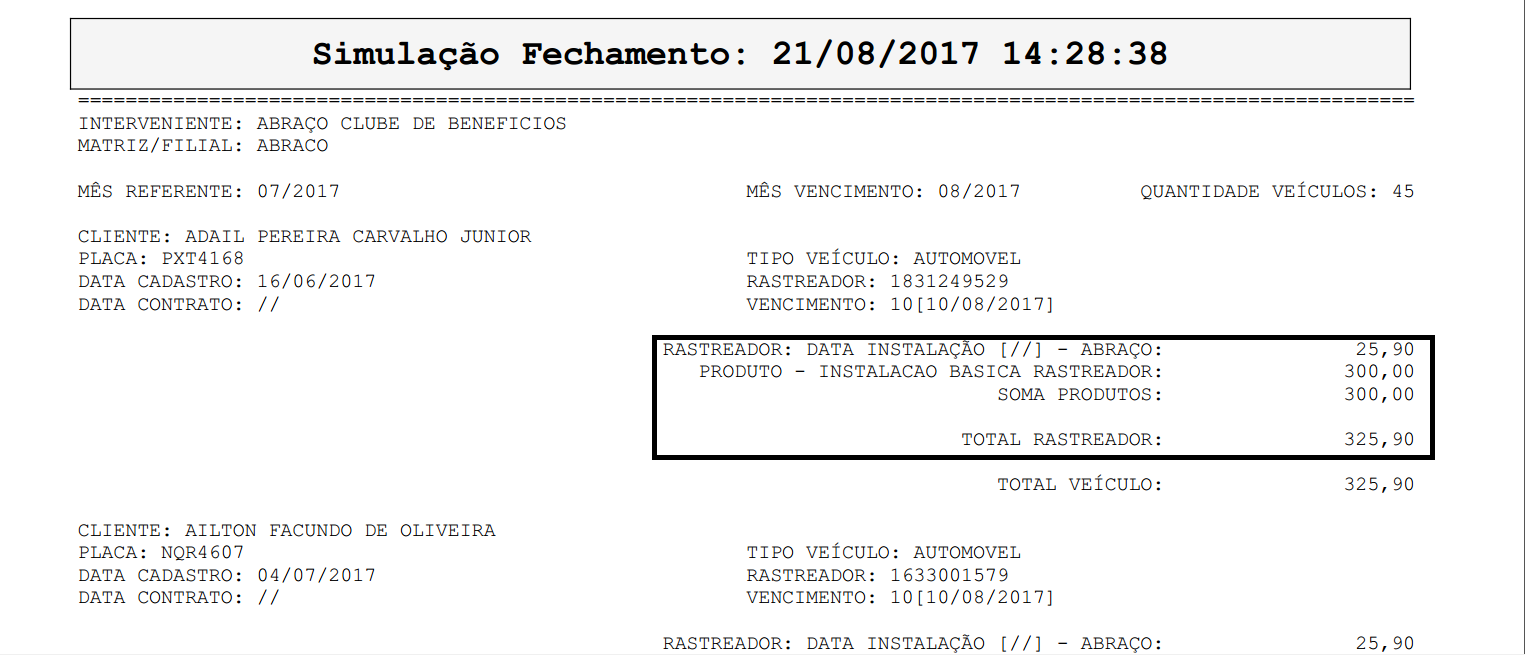 Simulação Fechamento: 21/08/2017 14:28:38
================================================================================================================
INTERVENIENTE: ABRAÇO CLUBE DE BENEFICIOS
MATRIZ/FILIAL: ABRACO
MÊS REFERENTE: 07/2017 MÊS VENCIMENTO: 08/2017 QUANTIDADE VEÍCULOS: 45
CLIENTE: ADAIL PEREIRA CARVALHO JUNIOR
PLACA: PXT4168 TIPO VEÍCULO: AUTOMOVEL
DATA CADASTRO: 16/06/2017 RASTREADOR: 1831249529
DATA CONTRATO: // VENCIMENTO: 10[10/08/2017]
RASTREADOR: DATA INSTALAÇÃO [//] - ABRAÇO: 25,90
PRODUTO - INSTALACAO BASICA RASTREADOR: 300,00
SOMA PRODUTOS: 300,00
TOTAL RASTREADOR: 325,90
TOTAL VEÍCULO: 325,90
CLIENTE: AILTON FACUNDO DE OLIVEIRA
PLACA: NQR4607 TIPO VEÍCULO: AUTOMOVEL
DATA CADASTRO: 04/07/2017 RASTREADOR: 1633001579
DATA CONTRATO: // VENCIMENTO: 10[10/08/2017]
RASTREADOR: DATA INSTALAÇÃO [//] - ABRAÇO: 25,90